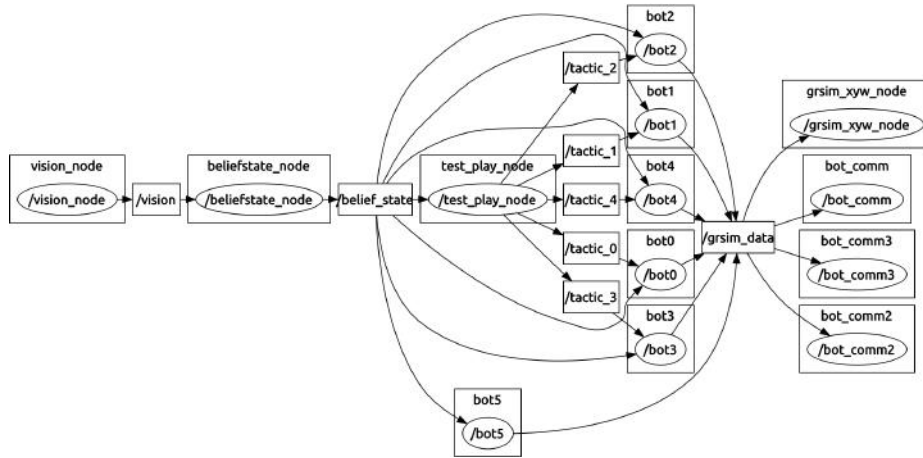 vision_node
/vision_node
/vision
beliefstate_node
/beliefstate_node
/belief_state
test_play_node
/test_play_node
/tactic_2
/tactic_1
/tactic_4
/tactic_0
/tactic_3
bot2
/bot2
bot1
/bot1
bot4
/bot4
bot0
/bot0
bot3
/bot3
bot5
/bot5
/grsim_data
grsim_xyw_node
/grsim_xyw_node
bot_comm
/bot_comm
bot_comm3
/bot_comm3
bot_comm2
/bot_comm2